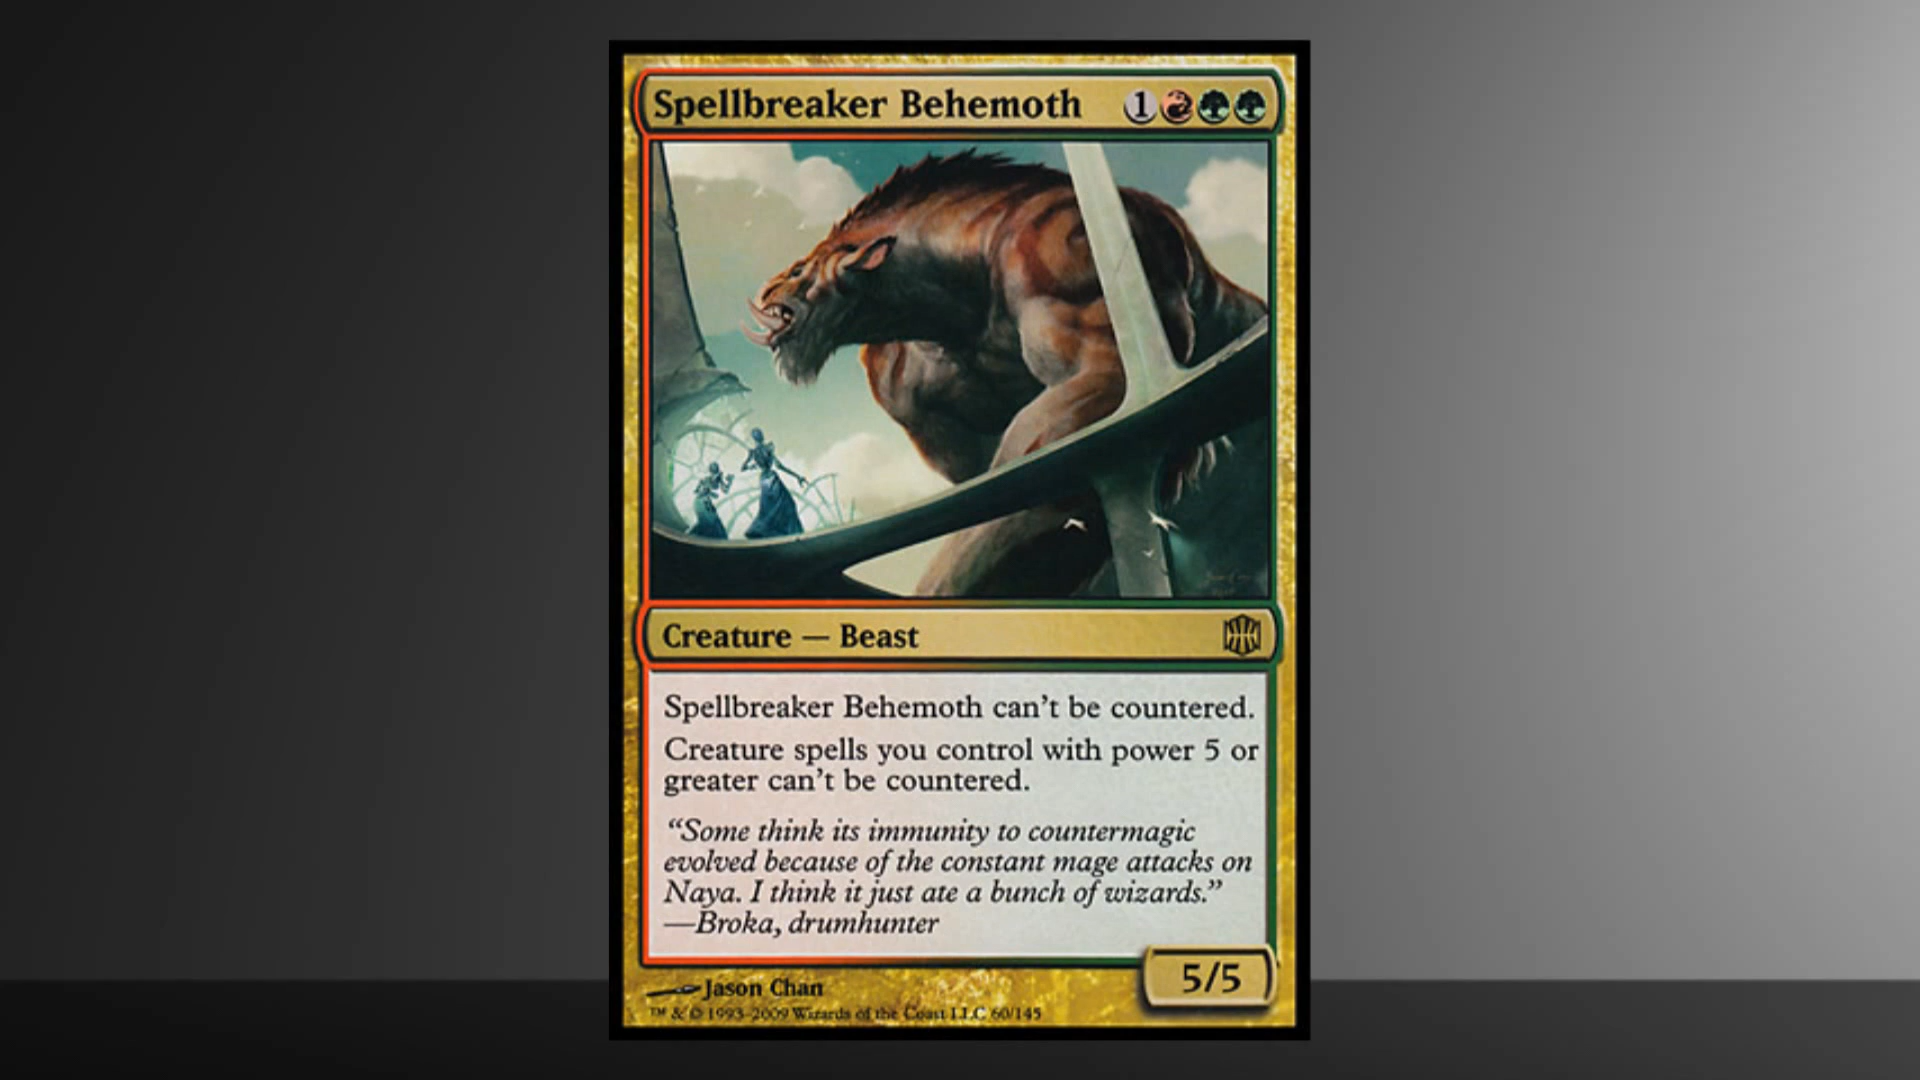 Spellbreaker Behemoth 1
Creature — Beast
Spellbreaker Behemoth can't be countered.
Creature spells you control with power 5 or
greater can't be countered.
“Some think its immunity to countermagic
evolved because of the constant mage attacks on
Naya. I think it just ate a bunch of wizards.”
—Broka, drumhunter
5/5
Jason Chan
™ & © 1993-2009 Wizards of the Coast LLC 60/145